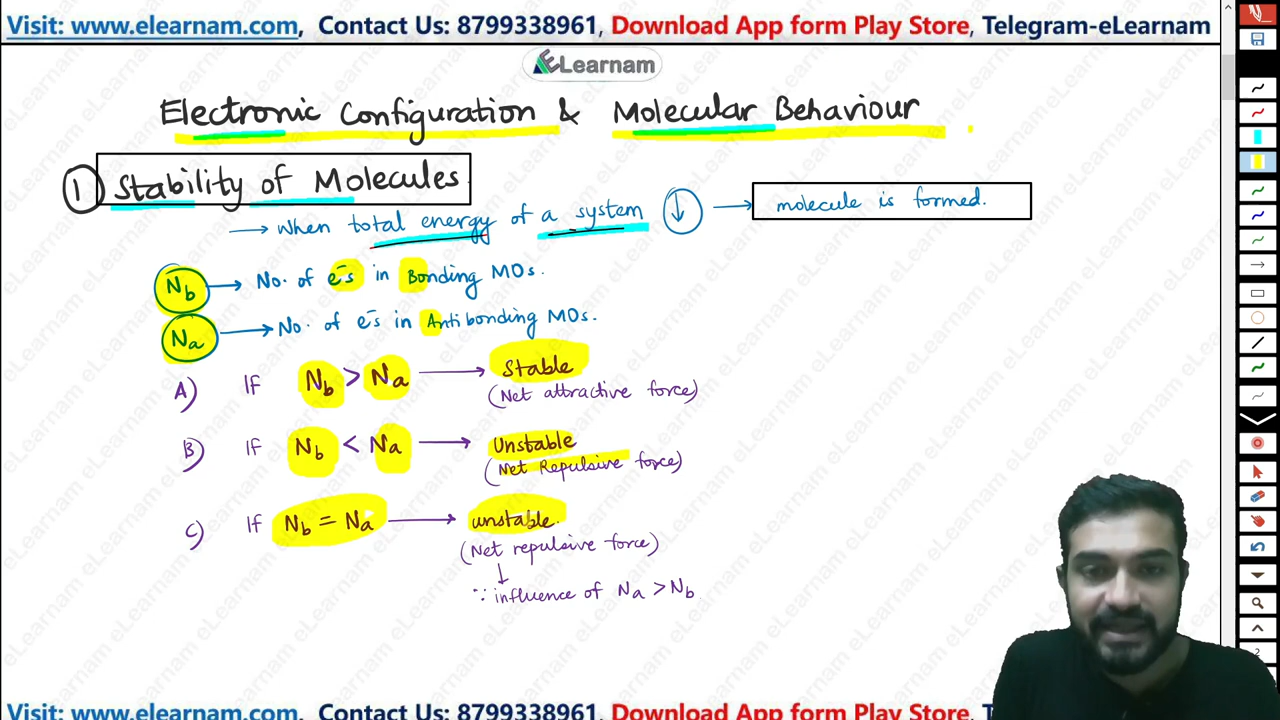 Visit: www.elearnam.com, Contact Us: 8799338961, Download App form Play Store, Telegram-eLearnam
ELearnam
Electronic Configuration & Molecular Behaviour
1 Stability of Molecules
→ When total energy of a system ↓ → molecule is formed.
Nb → No. of e⁻s in Bonding MOs.
Na → No. of e⁻s in Antibonding MOs.
A) If Nb > Na → Stable
(Net attractive force)
B) If Nb < Na → Unstable
(Net Repulsive force)
C) If Nb = Na → unstable.
(Net repulsive force)
↓
∵ influence of Na > Nb
2
Visit: www.elearnam.com, Contact Us: 8799338961, Download App form Play Store, T